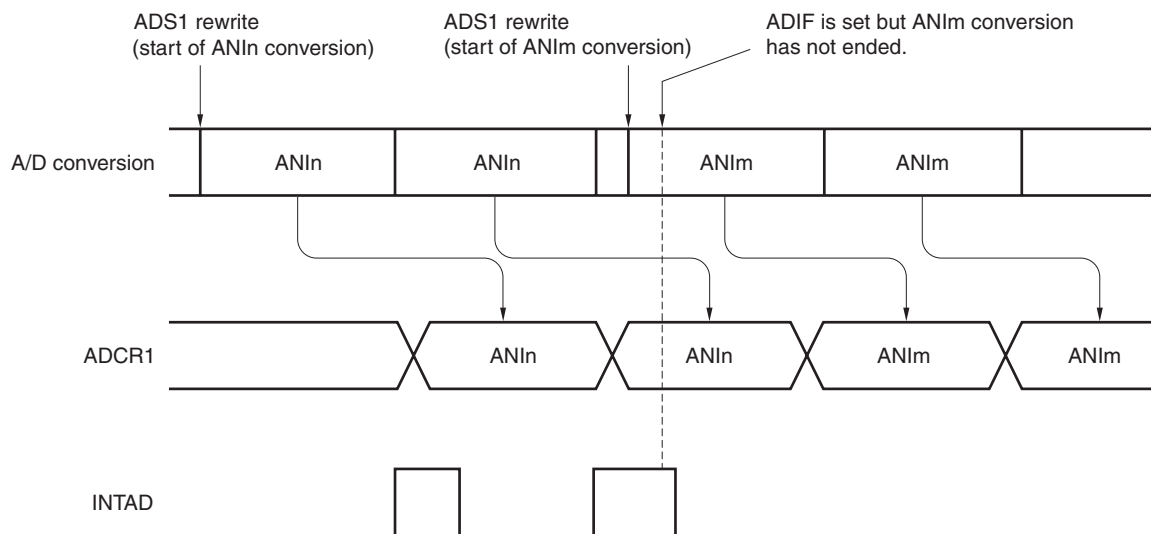 ADS1 rewrite
(start of ANIn conversion)
ADS1 rewrite
(start of ANIm conversion)
ADIF is set but ANIm conversion
has not ended.
A/D conversion
ANIn
ANIn
ANIm
ANIm
ADCR1
ANIn
ANIn
ANIm
ANIm
INTAD